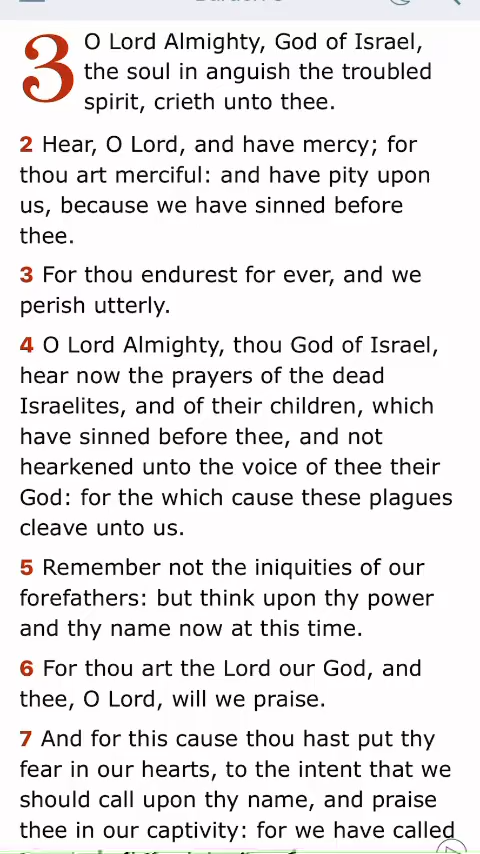 3 O Lord Almighty, God of Israel,
the soul in anguish the troubled
spirit, crieth unto thee.
2 Hear, O Lord, and have mercy; for
thou art merciful: and have pity upon
us, because we have sinned before
thee.
3 For thou endurest for ever, and we
perish utterly.
4 O Lord Almighty, thou God of Israel,
hear now the prayers of the dead
Israelites, and of their children, which
have sinned before thee, and not
hearkened unto the voice of thee their
God: for the which cause these plagues
cleave unto us.
5 Remember not the iniquities of our
forefathers: but think upon thy power
and thy name now at this time.
6 For thou art the Lord our God, and
thee, O Lord, will we praise.
7 And for this cause thou hast put thy
fear in our hearts, to the intent that we
should call upon thy name, and praise
thee in our captivity: for we have called